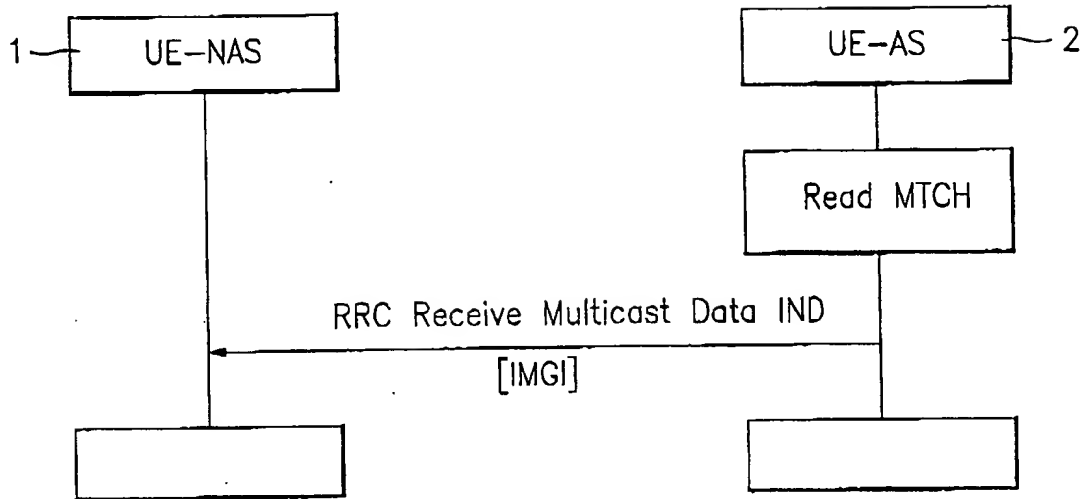 1
UE-NAS
UE-AS
2
Read MTCH
RRC Receive Multicast Data IND
[IMGI]